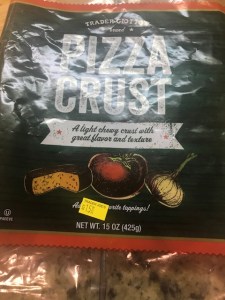 TRADER GIOTTO'S
PIZZA
CRUST
A light chewy crust with
great flavor and texture
toppings!
NET WT. 15 OZ (425g)